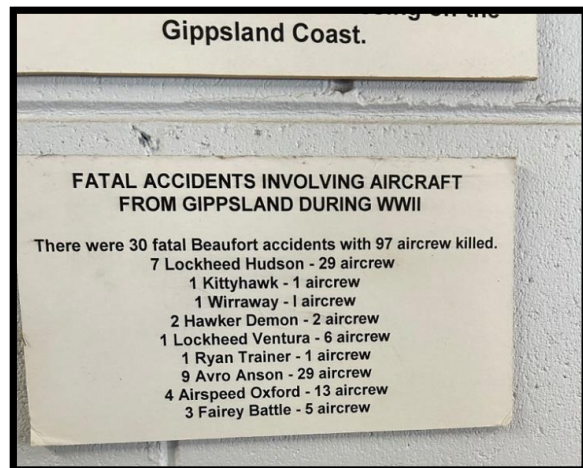 on the
Gippsland Coast.
FATAL ACCIDENTS INVOLVING AIRCRAFT
FROM GIPPSLAND DURING WWII
There were 30 fatal Beaufort accidents with 97 aircrew killed.
7 Lockheed Hudson - 29 aircrew
1 Kittyhawk - 1 aircrew
1 Wirraway - I aircrew
2 Hawker Demon - 2 aircrew
1 Lockheed Ventura - 6 aircrew
1 Ryan Trainer - 1 aircrew
9 Avro Anson - 29 aircrew
4 Airspeed Oxford - 13 aircrew
3 Fairey Battle - 5 aircrew